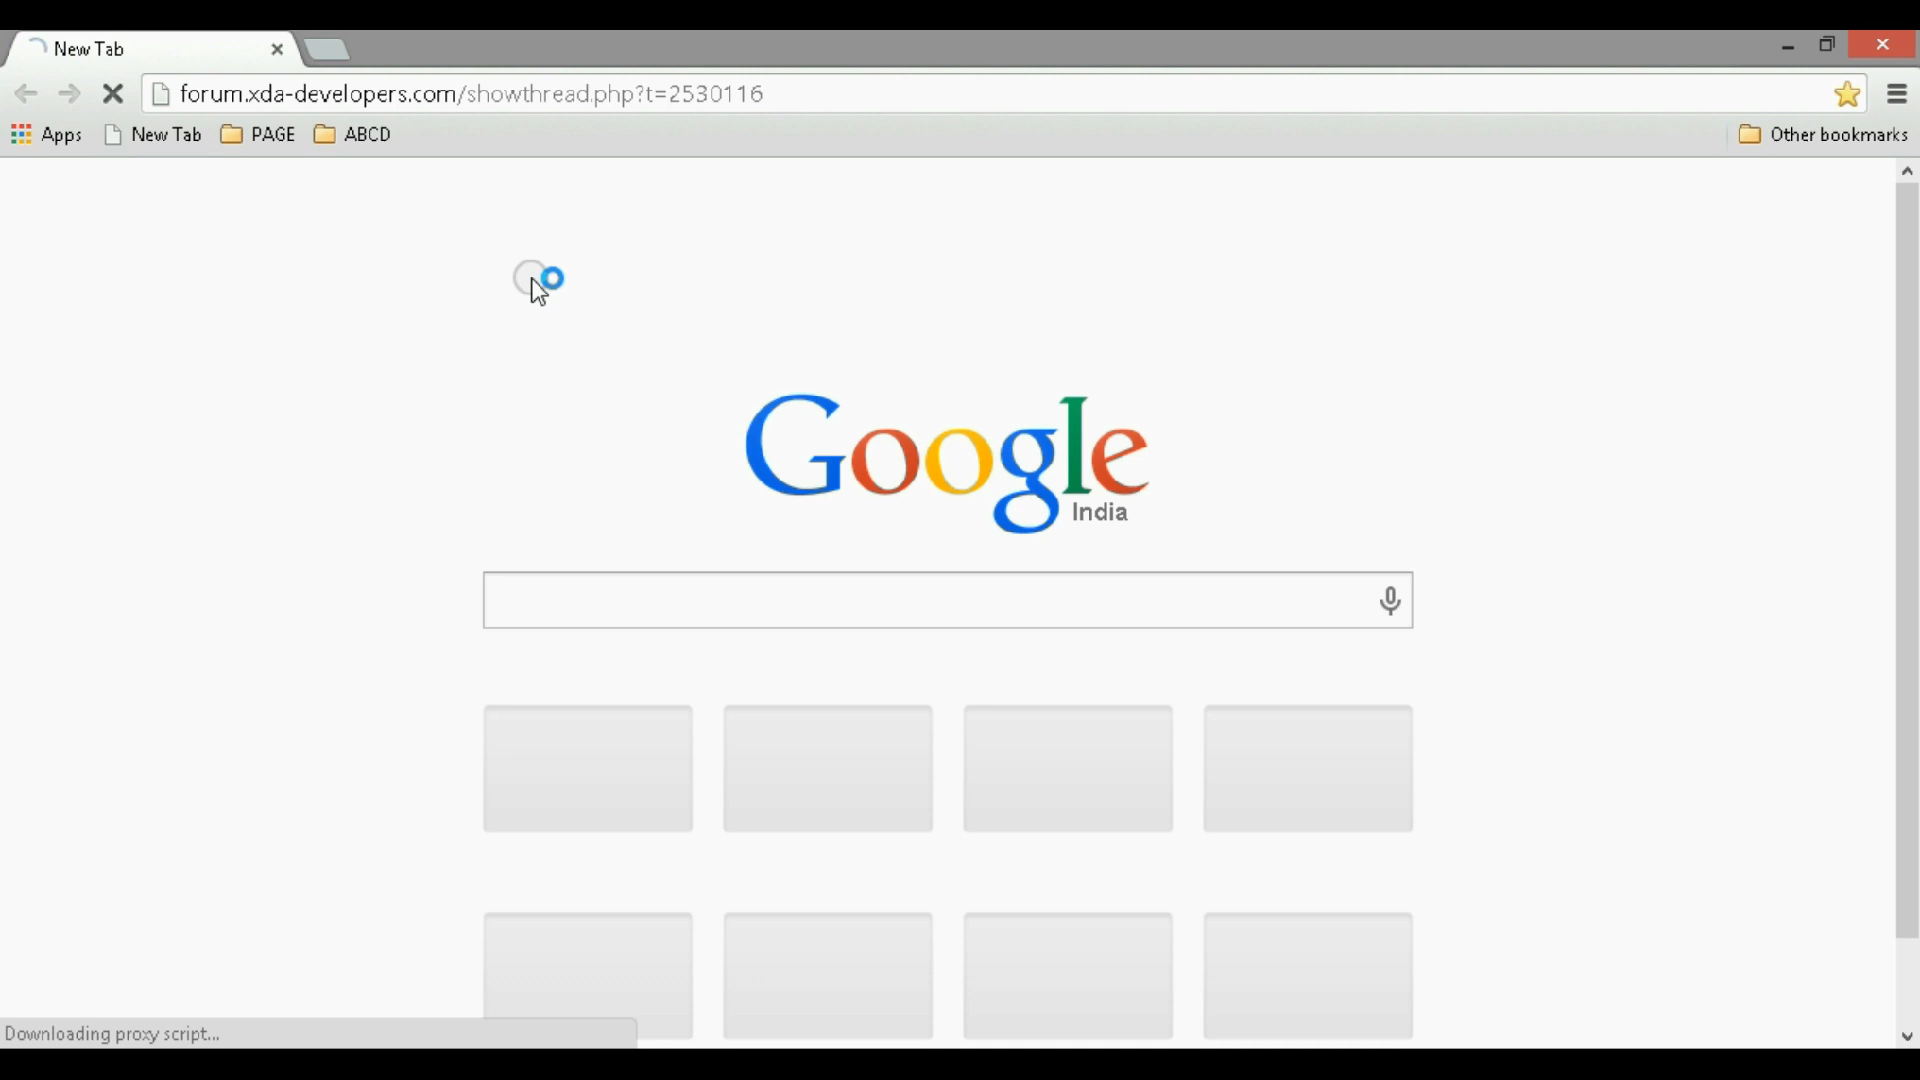 New Tab
forum.xda-developers.com/showthread.php?t=2530116
Apps New Tab PAGE ABCD Other bookmarks
Google
India
Downloading proxy script...